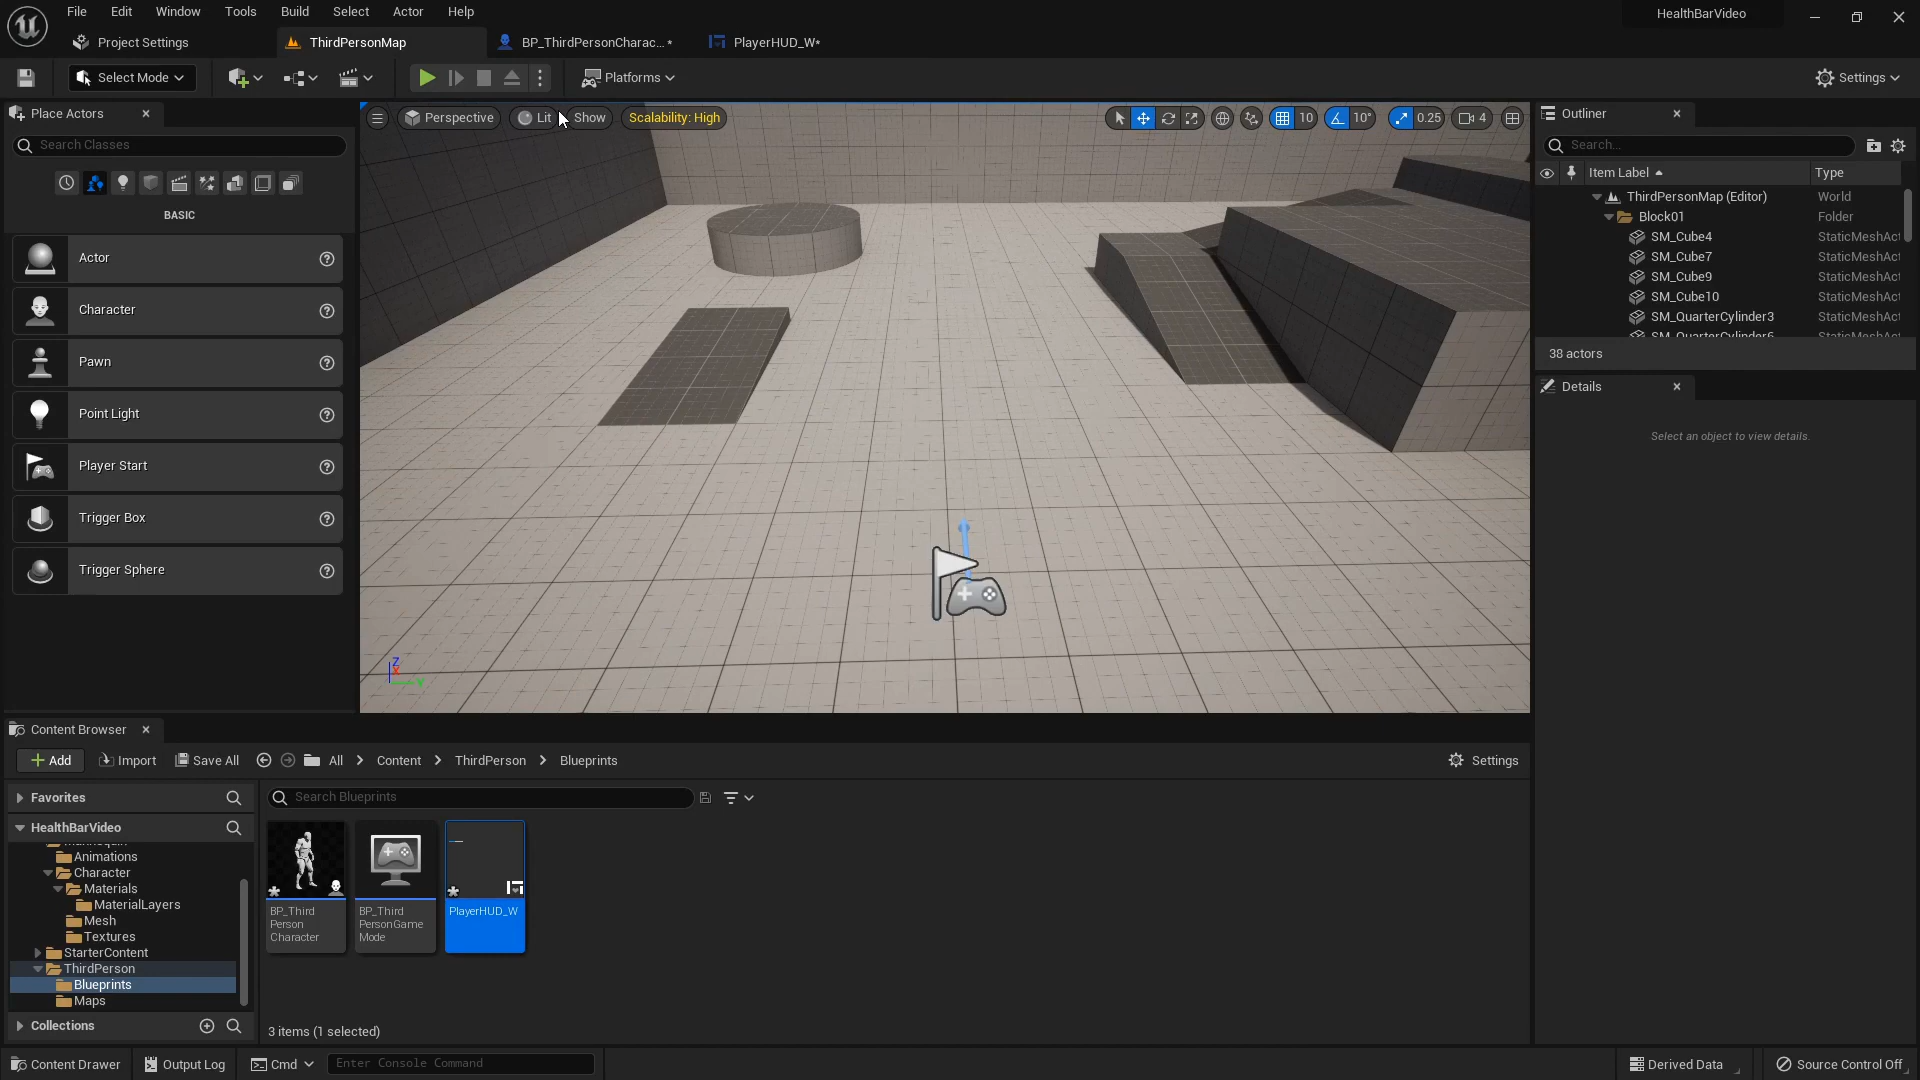 File Edit Window Tools Build Select Actor Help HealthBarVideo
Project Settings ThirdPersonMap BP_ThirdPersonCharac...* PlayerHUD_W*
Select Mode Platforms Settings
Place Actors
Search Classes
BASIC
Actor
Character
Pawn
Point Light
Player Start
Trigger Box
Trigger Sphere
Perspective Lit Show Scalability: High 10 10° 0.25 4
Z
X
Y
Outliner
Search...
Item Label Type
ThirdPersonMap (Editor) World
Block01 Folder
SM_Cube4 StaticMeshAct
SM_Cube7 StaticMeshAct
SM_Cube9 StaticMeshAct
SM_Cube10 StaticMeshAct
SM_QuarterCylinder3 StaticMeshAct
SM_QuarterCylinder6 StaticMeshAct
38 actors
Details
Select an object to view details.
Content Browser
Add Import Save All All Content ThirdPerson Blueprints Settings
Favorites
HealthBarVideo
Mannequin
Animations
Character
Materials
MaterialLayers
Mesh
Textures
StarterContent
ThirdPerson
Blueprints
Maps
Collections
Search Blueprints
BP_Third
Person
Character
BP_Third
PersonGame
Mode
PlayerHUD_W
3 items (1 selected)
Content Drawer Output Log Cmd Enter Console Command Derived Data Source Control Off